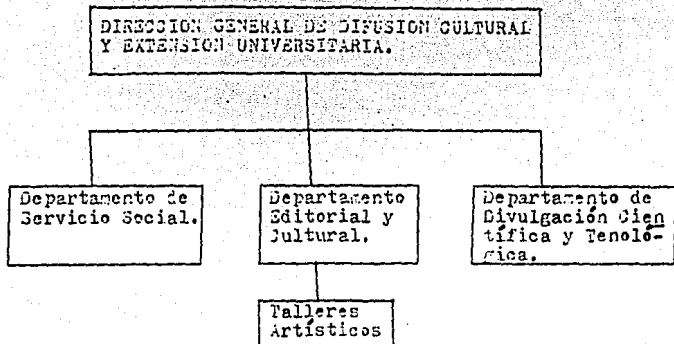 DIRECCION GENERAL DE DIFUSION CULTURAL
Y EXTENSION UNIVERSITARIA.
Departamento de
Servicio Social.
Departamento
Editorial y
Cultural.
Departamento de
Divulgación Cien
tífica y Tenoló-
gica.
Talleres
Artísticos